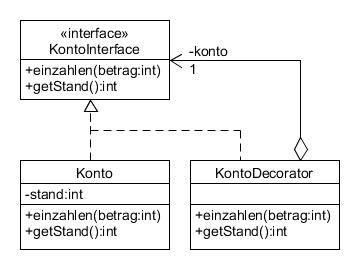 «interface»
KontoInterface
+einzahlen(betrag:int)
+getStand():int
-konto
1
Konto
-stand:int
+einzahlen(betrag:int)
+getStand():int
KontoDecorator
+einzahlen(betrag:int)
+getStand():int